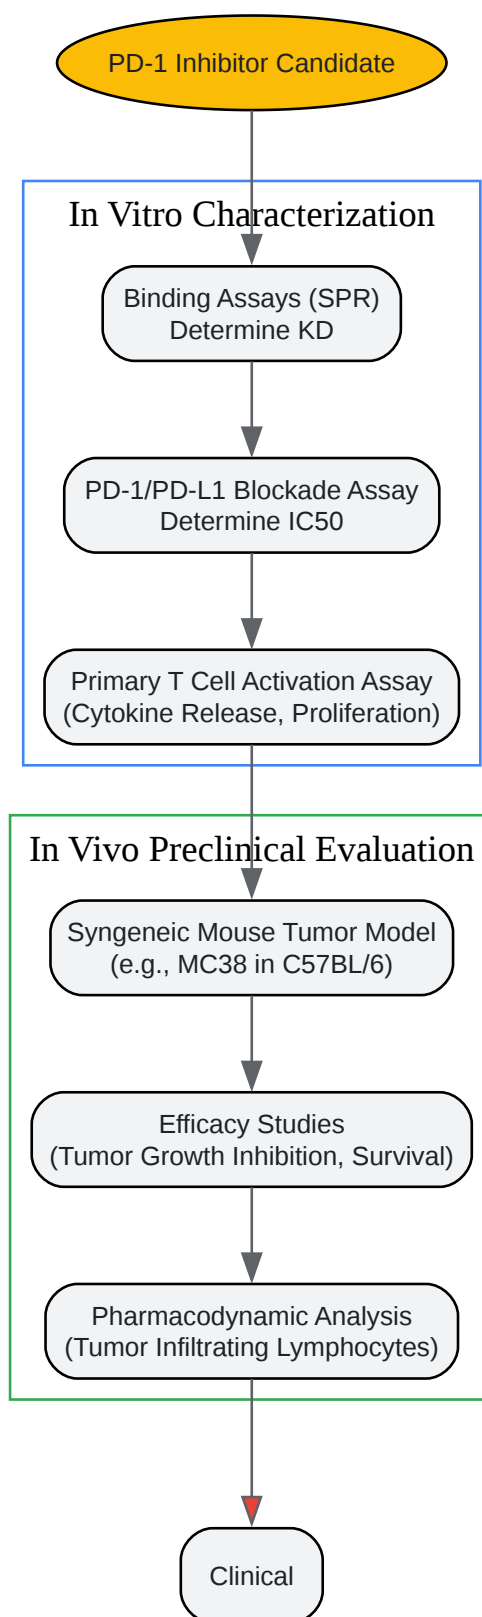 PD-1 Inhibitor Candidate
In Vitro Characterization
Binding Assays (SPR)
Determine KD
PD-1/PD-L1 Blockade Assay
Determine IC50
Primary T Cell Activation Assay
(Cytokine Release, Proliferation)
In Vivo Preclinical Evaluation
Syngeneic Mouse Tumor Model
(e.g., MC38 in C57BL/6)
Efficacy Studies
(Tumor Growth Inhibition, Survival)
Pharmacodynamic Analysis
(Tumor Infiltrating Lymphocytes)
Clinical